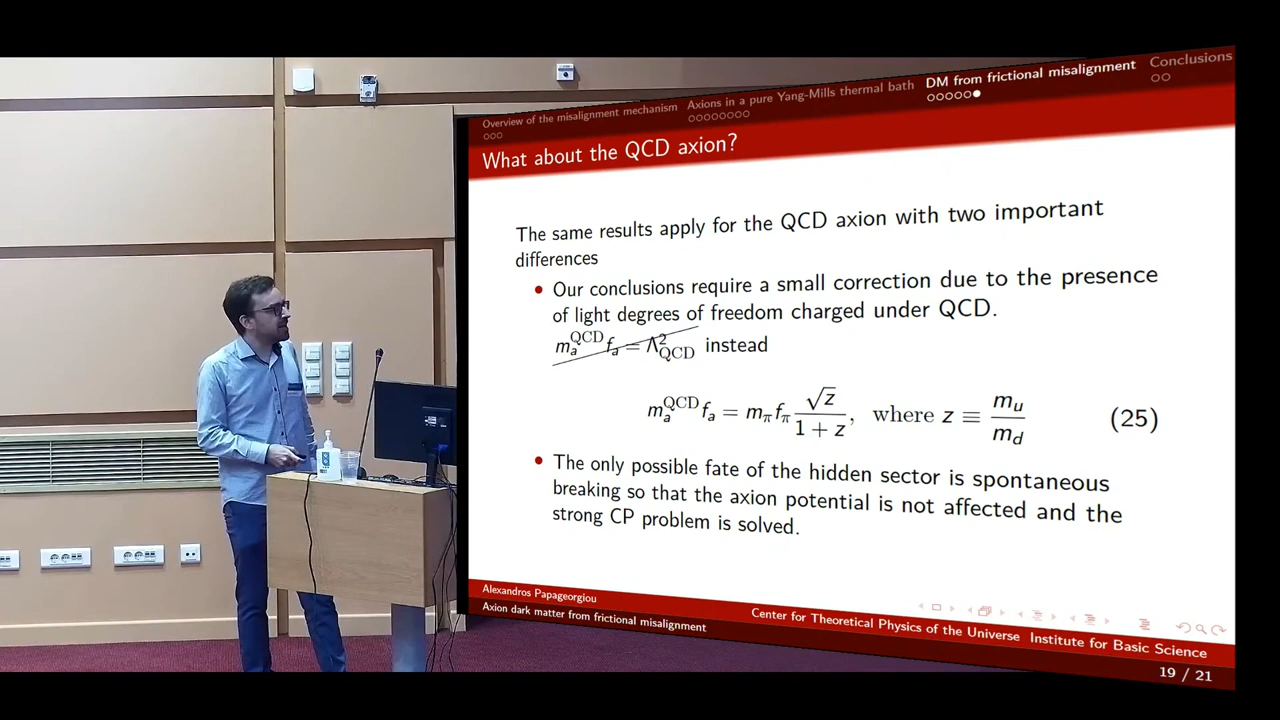 Overview of the misalignment mechanism Axions in a pure Yang-Mills thermal bath DM from frictional misalignment Conclusions
What about the QCD axion?
The same results apply for the QCD axion with two important
differences
• Our conclusions require a small correction due to the presence
of light degrees of freedom charged under QCD.
m_a^QCD f_a = Λ²_QCD instead
m_a^QCD f_a = m_π f_π √z / (1 + z), where z ≡ m_u / m_d (25)
• The only possible fate of the hidden sector is spontaneous
breaking so that the axion potential is not affected and the
strong CP problem is solved.
Alexandros Papageorgiou Center for Theoretical Physics of the Universe Institute for Basic Science
Axion dark matter from frictional misalignment 19 / 21